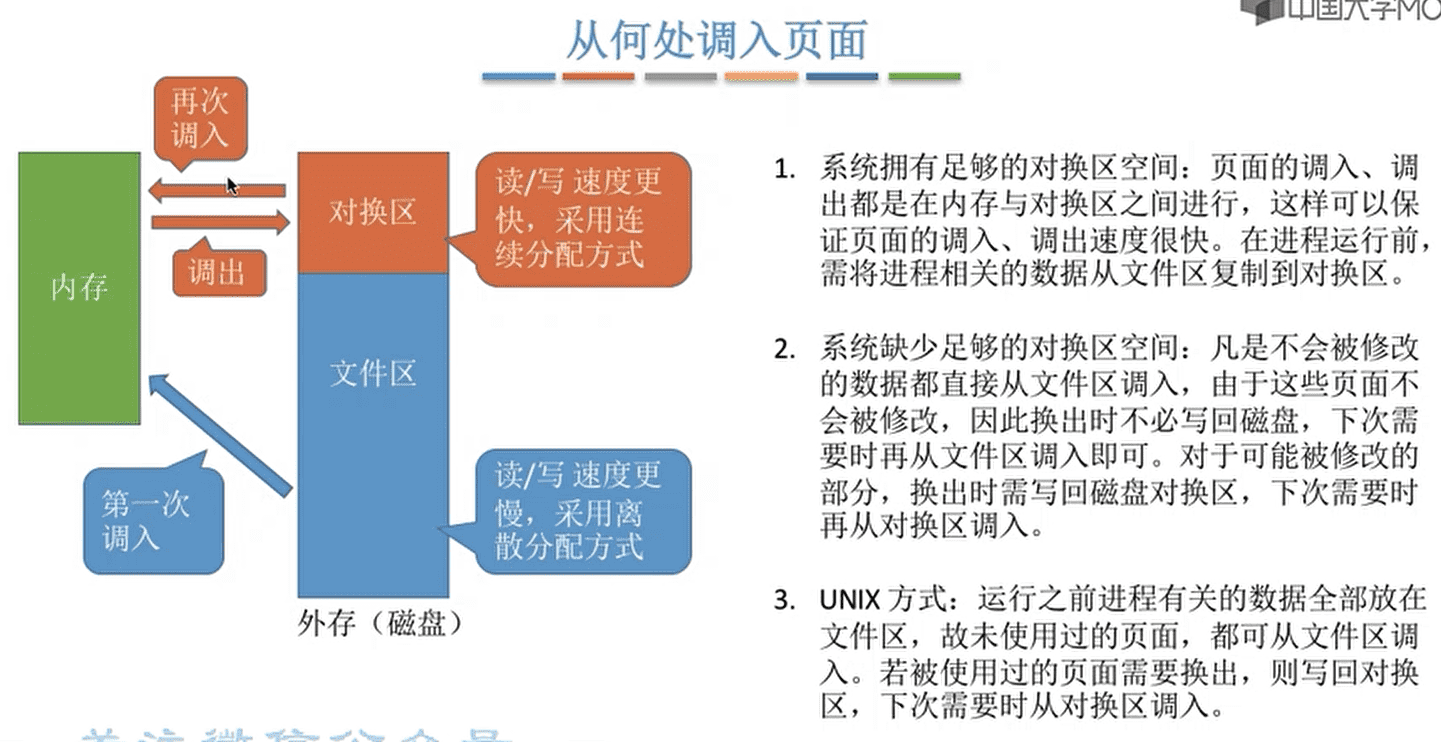 中国大学MO
从何处调入页面
再次
调入
调出
内存
第一次
调入
对换区
文件区
外存（磁盘）
读/写 速度更
快，采用连
续分配方式
读/写 速度更
慢，采用离
散分配方式
1. 系统拥有足够的对换区空间：页面的调入、调
出都是在内存与对换区之间进行，这样可以保
证页面的调入、调出速度很快。在进程运行前，
需将进程相关的数据从文件区复制到对换区。
2. 系统缺少足够的对换区空间：凡是不会被修改
的数据都直接从文件区调入，由于这些页面不
会被修改，因此换出时不必写回磁盘，下次需
要时再从文件区调入即可。对于可能被修改的
部分，换出时需写回磁盘对换区，下次需要时
再从对换区调入。
3. UNIX 方式：运行之前进程有关的数据全部放在
文件区，故未使用过的页面，都可从文件区调
入。若被使用过的页面需要换出，则写回对换
区，下次需要时从对换区调入。
关注微信公众号